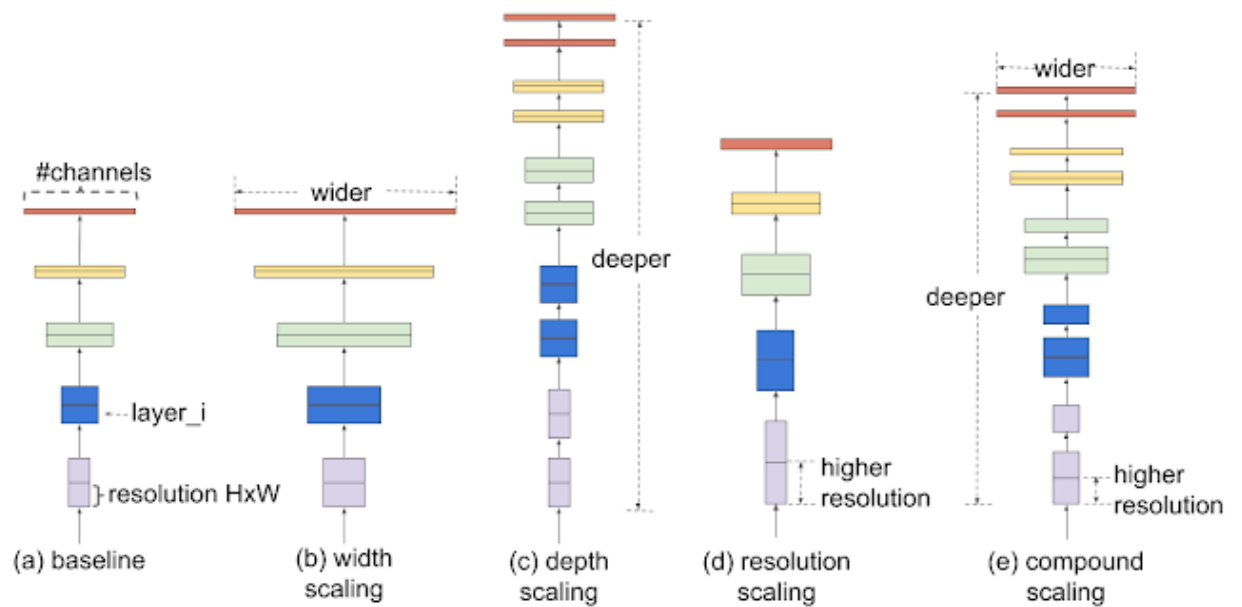 #channels
layer_i
resolution HxW
(a) baseline
wider
(b) width
scaling
deeper
(c) depth
scaling
higher
resolution
(d) resolution
scaling
wider
deeper
higher
resolution
(e) compound
scaling